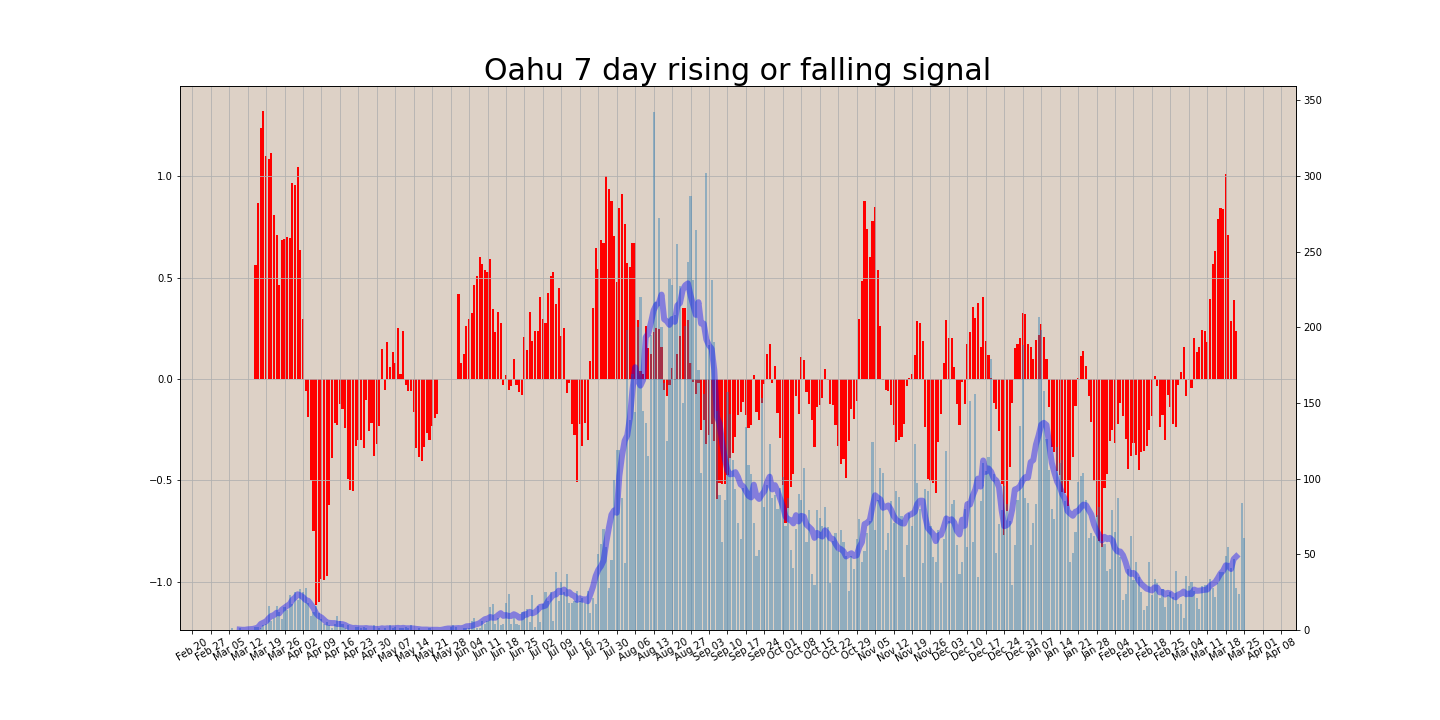 Oahu 7 day rising or falling signal
1.0
0.5
0.0
−0.5
−1.0
350
300
250
200
150
100
50
0
Feb 20
Feb 27
Mar 05
Mar 12
Mar 19
Mar 26
Apr 02
Apr 09
Apr 16
Apr 23
Apr 30
May 07
May 14
May 21
May 28
Jun 04
Jun 11
Jun 18
Jun 25
Jul 02
Jul 09
Jul 16
Jul 23
Jul 30
Aug 06
Aug 13
Aug 20
Aug 27
Sep 03
Sep 10
Sep 17
Sep 24
Oct 01
Oct 08
Oct 15
Oct 22
Oct 29
Nov 05
Nov 12
Nov 19
Nov 26
Dec 03
Dec 10
Dec 17
Dec 24
Dec 31
Jan 07
Jan 14
Jan 21
Jan 28
Feb 04
Feb 11
Feb 18
Feb 25
Mar 04
Mar 11
Mar 18
Mar 25
Apr 01
Apr 08